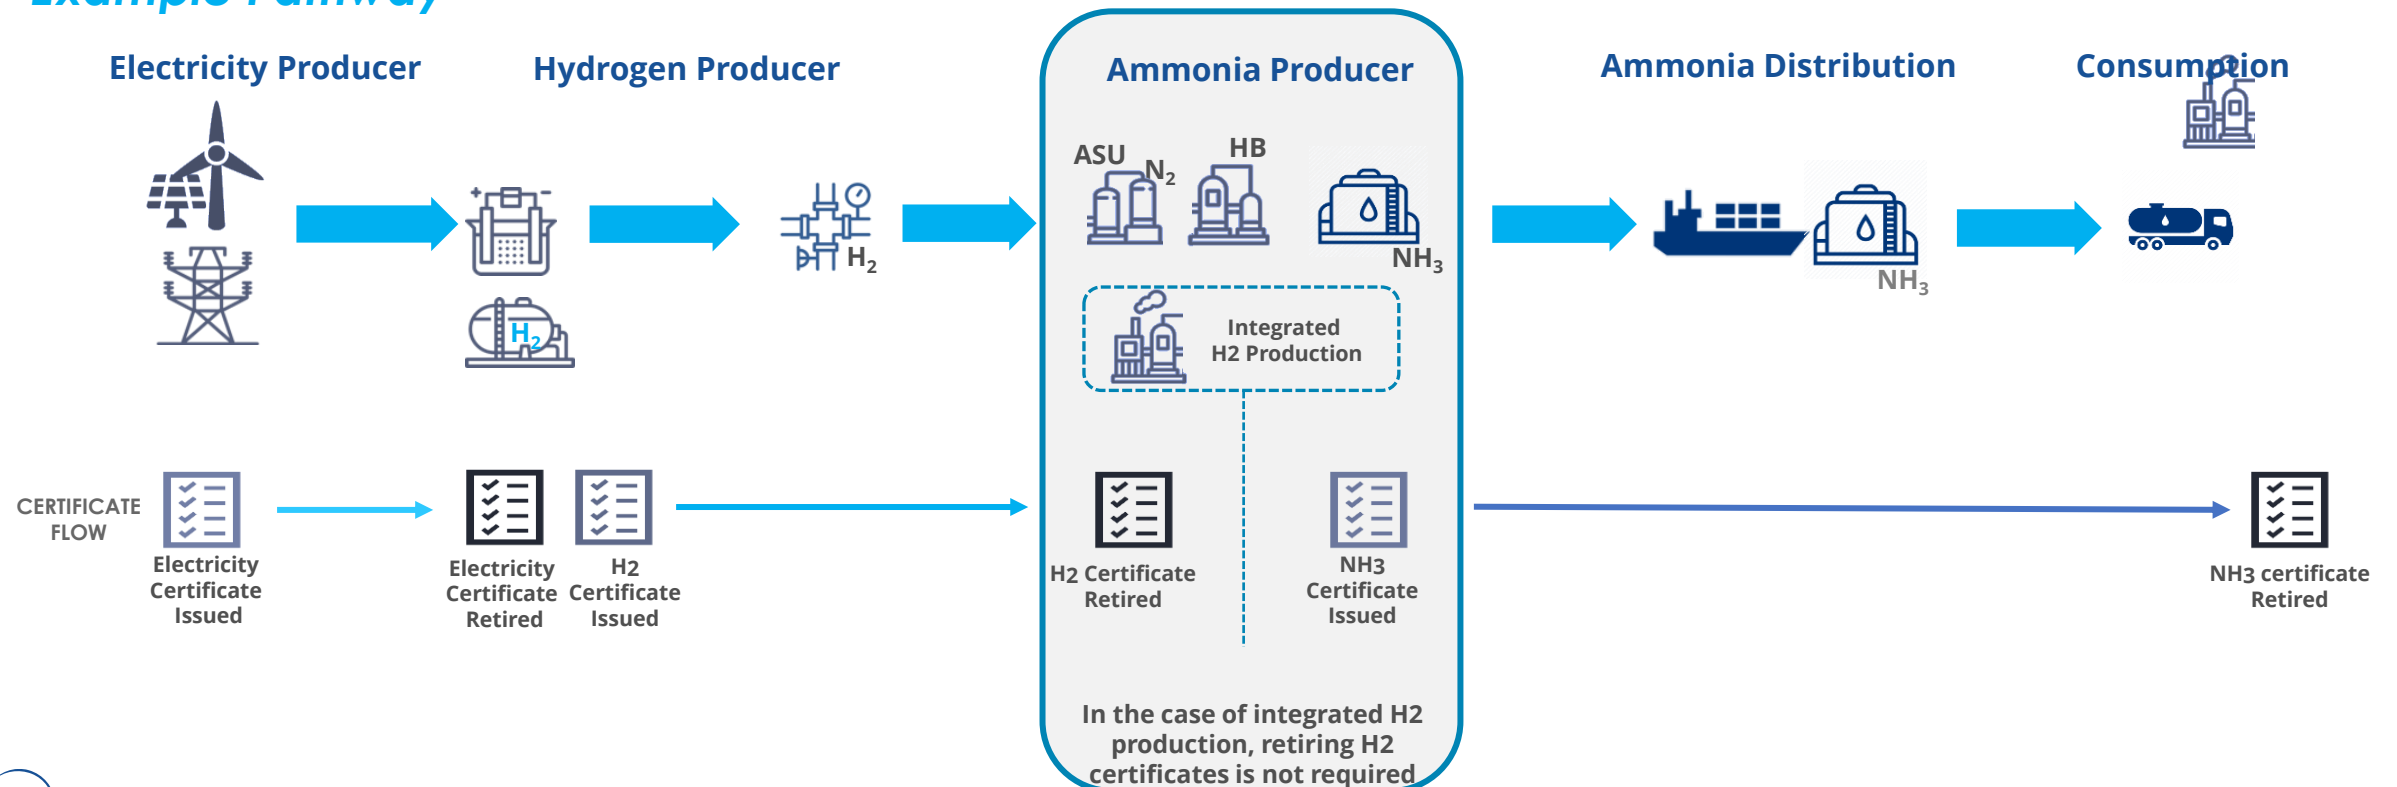 Example Pathway
Electricity Producer
Hydrogen Producer
Ammonia Producer
Ammonia Distribution
Consumption
ASU
N2
HB
NH3
H2
H2
NH3
Integrated
H2 Production
CERTIFICATE
FLOW
Electricity
Certificate
Issued
Electricity
Certificate
Retired
H2
Certificate
Issued
H2 Certificate
Retired
NH3
Certificate
Issued
NH3 certificate
Retired
In the case of integrated H2
production, retiring H2
certificates is not required